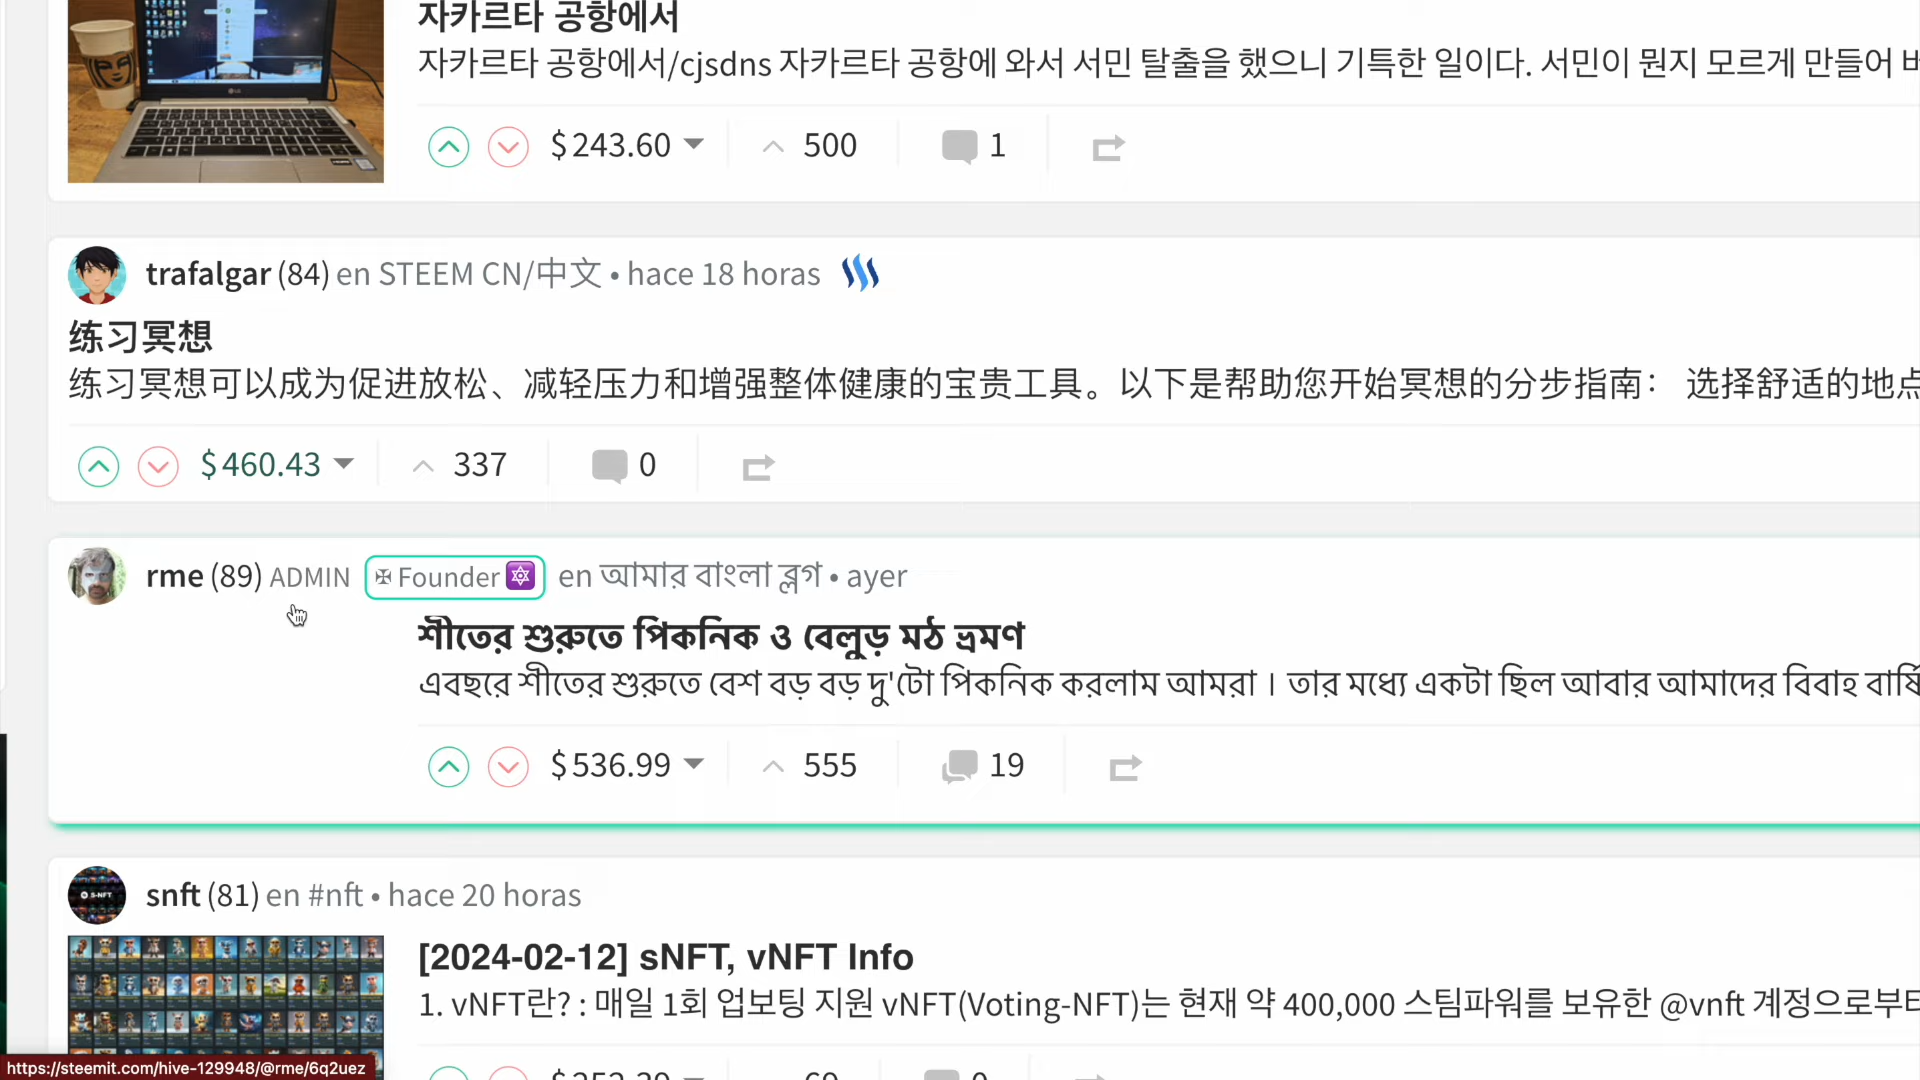 자카르타 공항에서
자카르타 공항에서/cjsdns 자카르타 공항에 와서 서민 탈출을 했으니 기특한 일이다. 서민이 뭔지 모르게 만들어
$243.60 500 1
trafalgar (84) en STEEM CN/中文 • hace 18 horas
练习冥想
练习冥想可以成为促进放松、减轻压力和增强整体健康的宝贵工具。以下是帮助您开始冥想的分步指南： 选择舒适的地点
$460.43 337 0
rme (89) ADMIN ✠ Founder 🔯 en আমার বাংলা ব্লগ • ayer
শীতের শুরুতে পিকনিক ও বেলুড় মঠ ভ্রমণ
এবছরে শীতের শুরুতে বেশ বড় বড় দু'টো পিকনিক করলাম আমরা । তার মধ্যে একটা ছিল আবার আমাদের বিবাহ
$536.99 555 19
snft (81) en #nft • hace 20 horas
[2024-02-12] sNFT, vNFT Info
1. vNFT란? : 매일 1회 업보팅 지원 vNFT(Voting-NFT)는 현재 약 400,000 스팀파워를 보유한 @vnft 계정으로부터
https://steemit.com/hive-129948/@rme/6q2uez